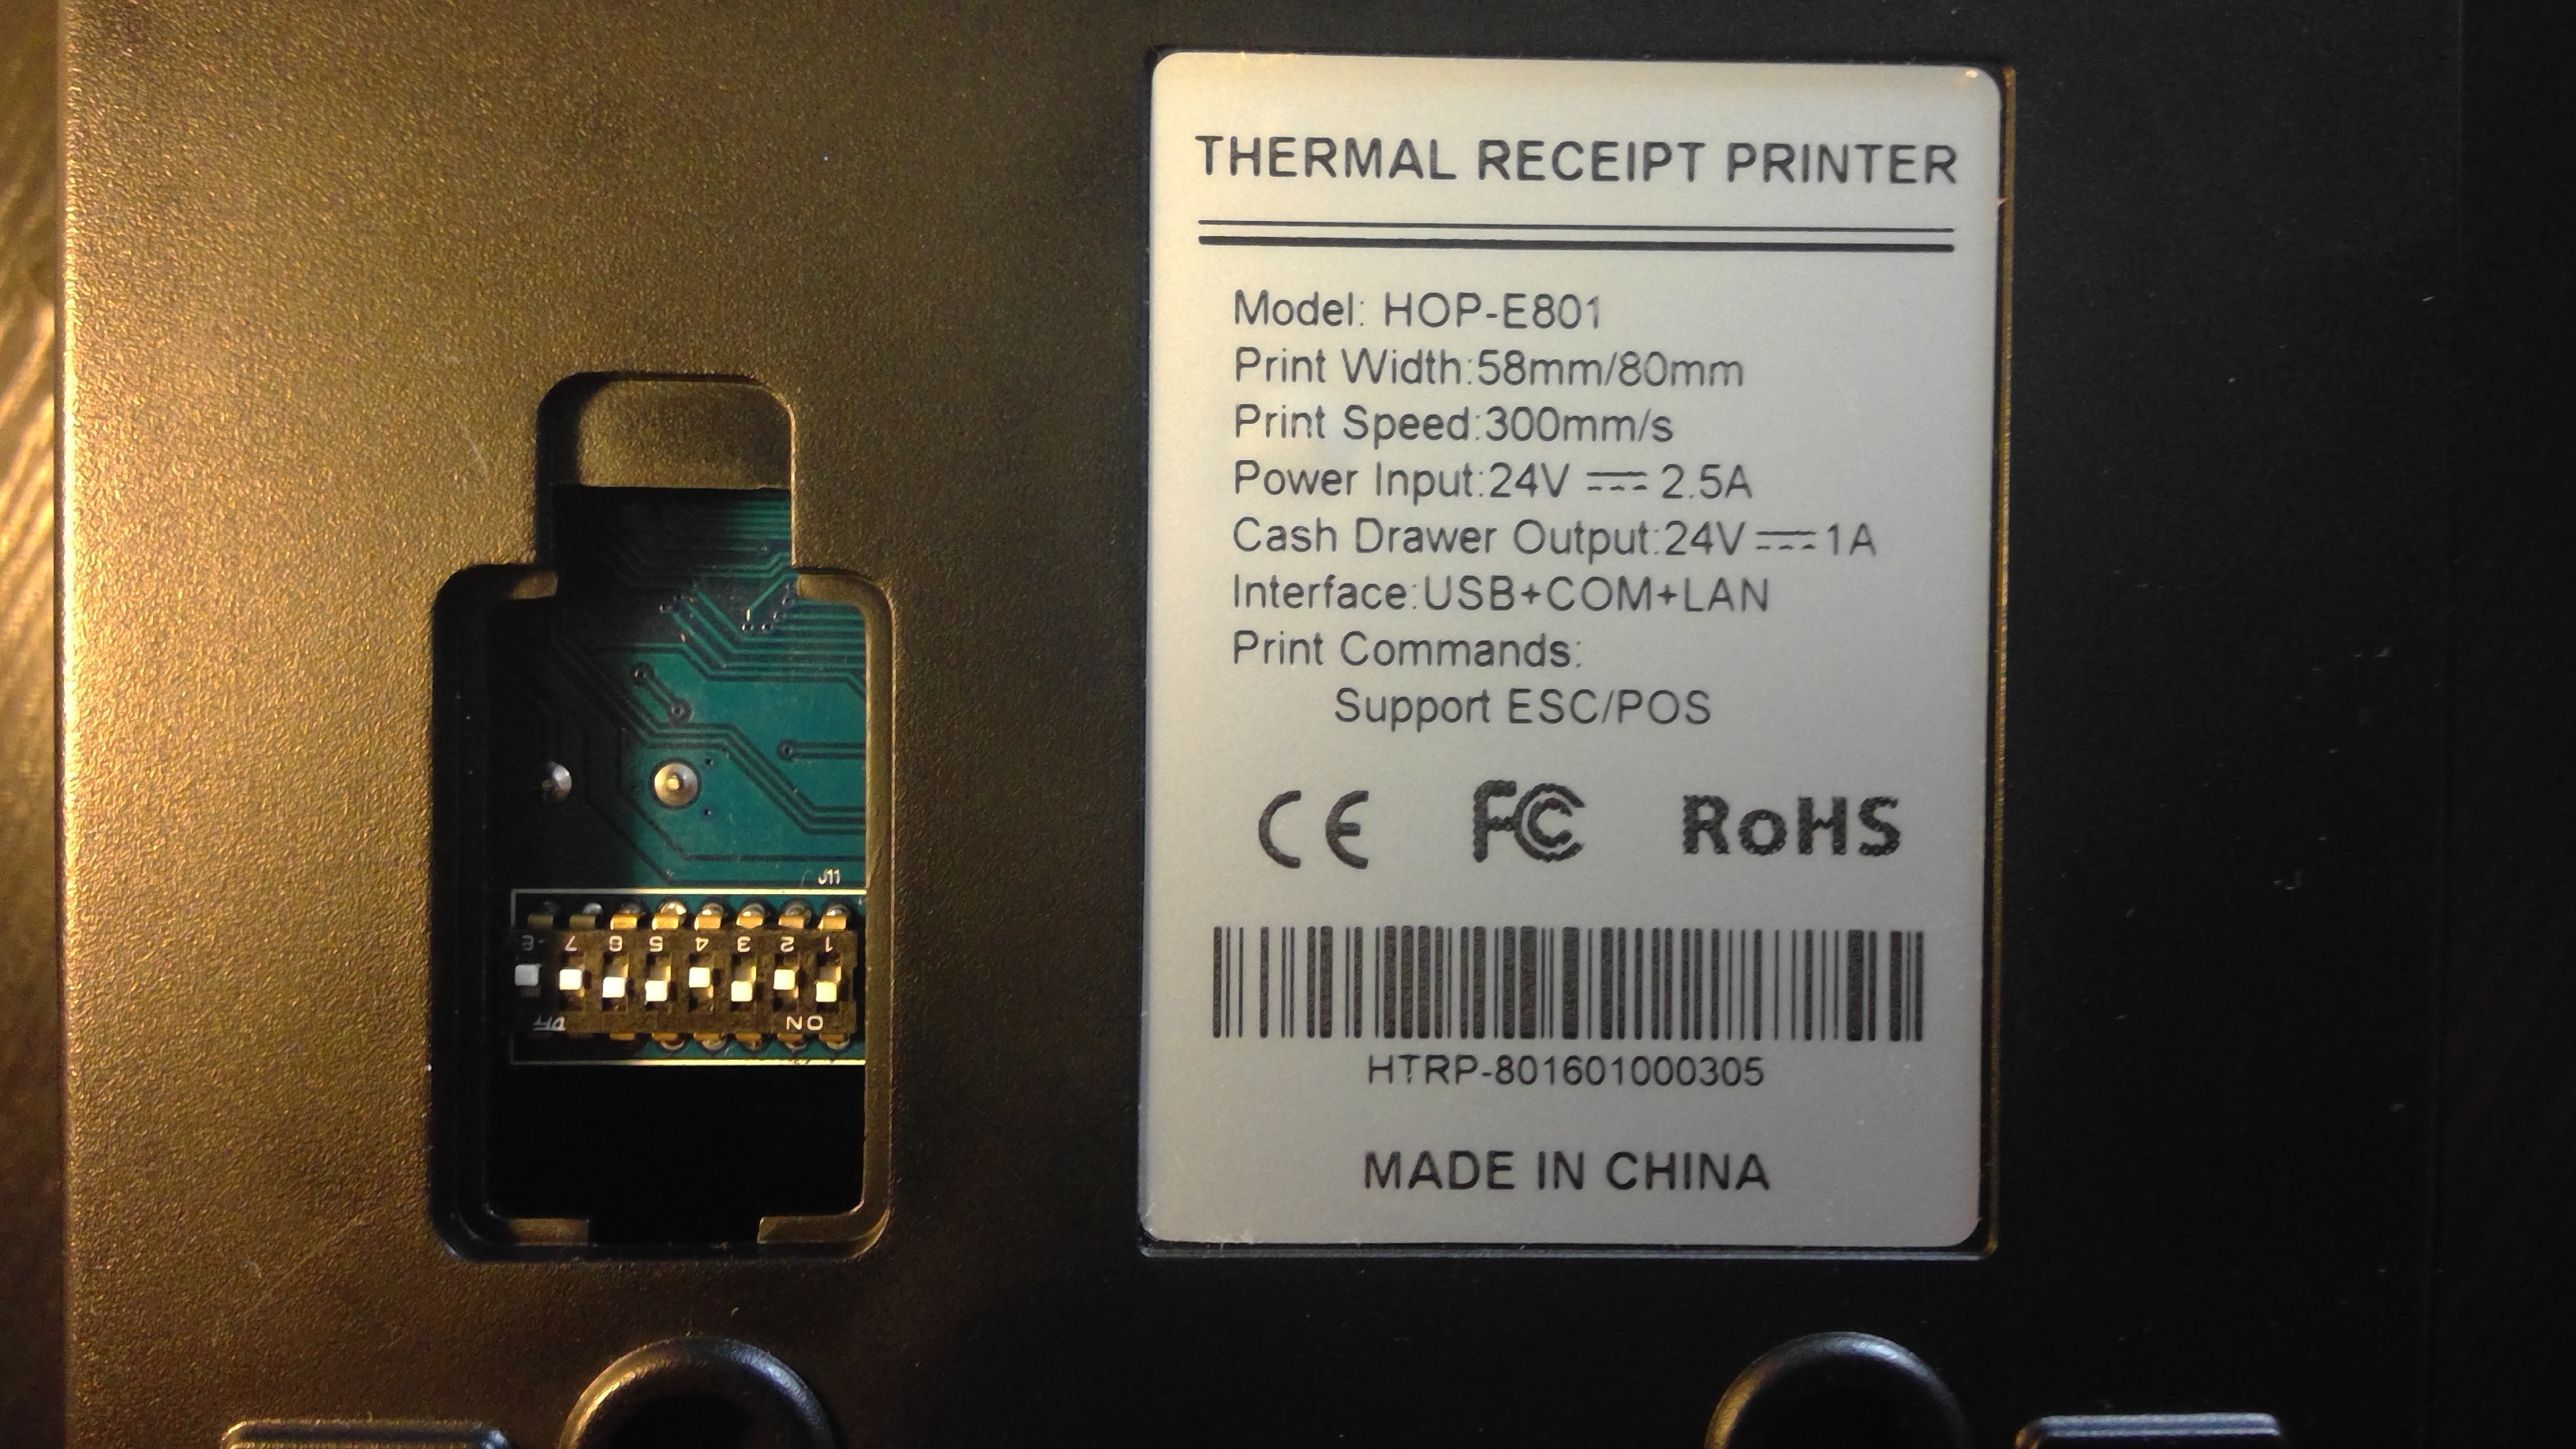 THERMAL RECEIPT PRINTER
Model: HOP-E801
Print Width:58mm/80mm
Print Speed:300mm/s
Power Input:24V 2.5A
Cash Drawer Output:24V 1A
Interface:USB+COM+LAN
Print Commands:
Support ESC/POS
CE FC RoHS
HTRP-801601000305
MADE IN CHINA
J11
1 2 3 4 5 6 7 8
ON